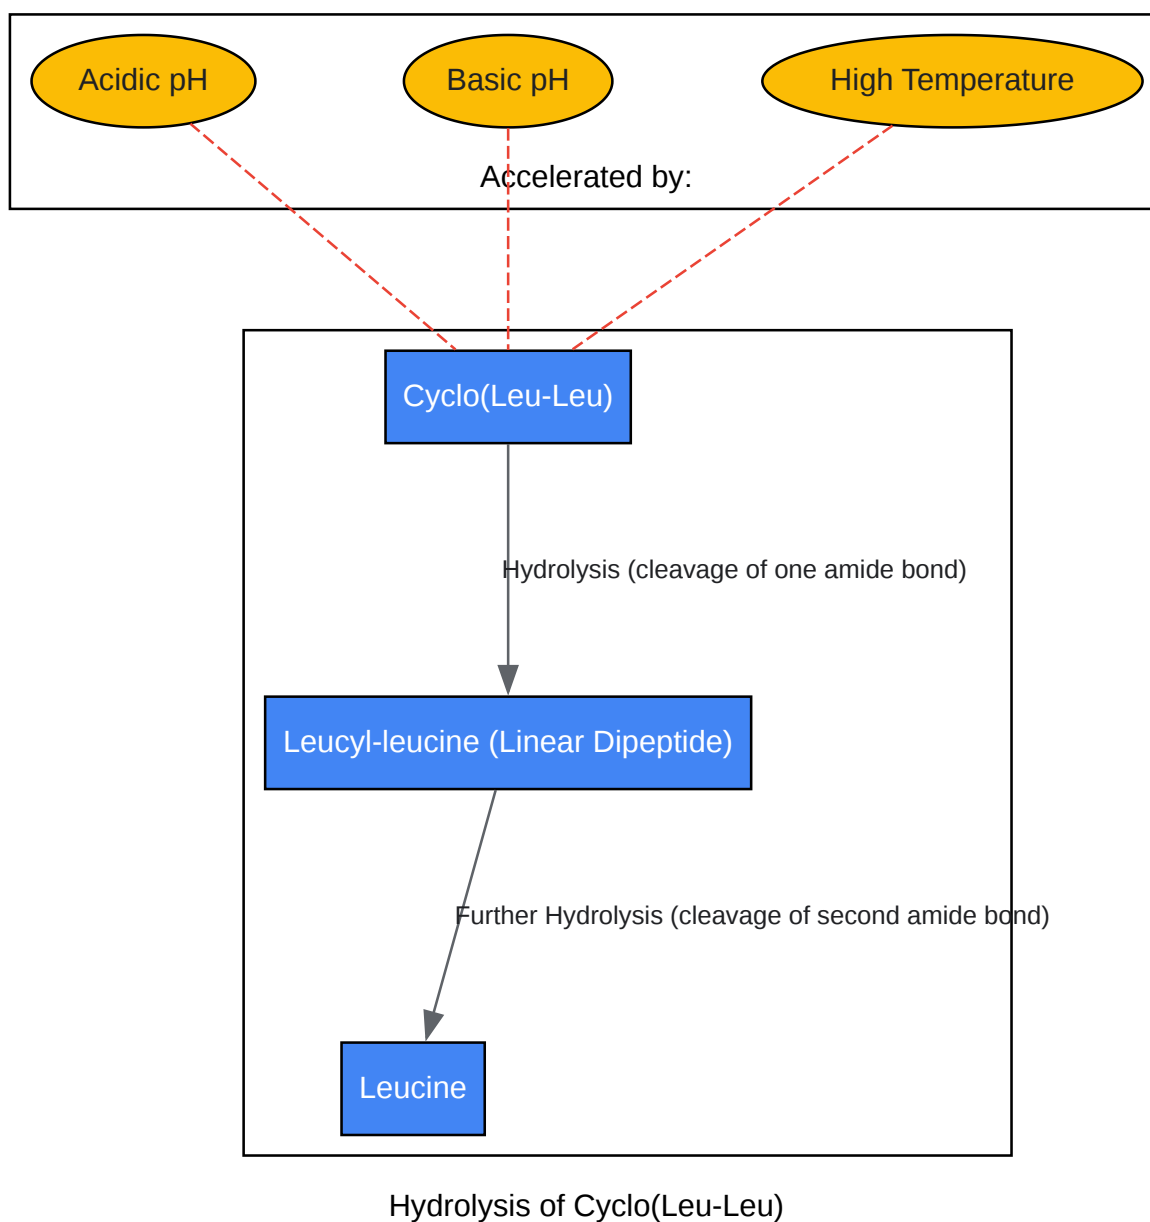 Acidic pH
Basic pH
High Temperature
Accelerated by:
Cyclo(Leu-Leu)
Hydrolysis (cleavage of one amide bond)
Leucyl-leucine (Linear Dipeptide)
Further Hydrolysis (cleavage of second amide bond)
Leucine
Hydrolysis of Cyclo(Leu-Leu)